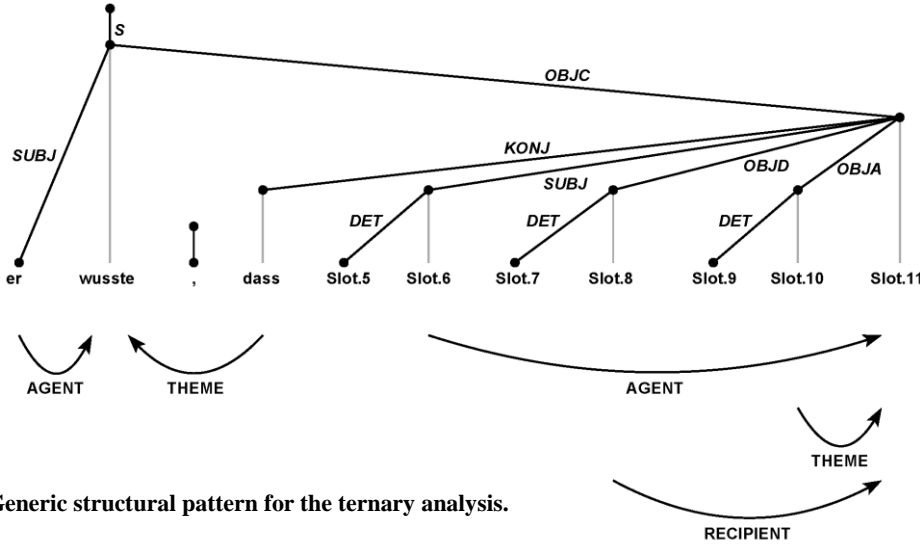 S
OBJC
SUBJ
KONJ
SUBJ
OBJD
OBJA
DET
DET
DET
er wusste , dass Slot.5 Slot.6 Slot.7 Slot.8 Slot.9 Slot.10 Slot.11
AGENT THEME AGENT
THEME
Generic structural pattern for the ternary analysis.
RECIPIENT